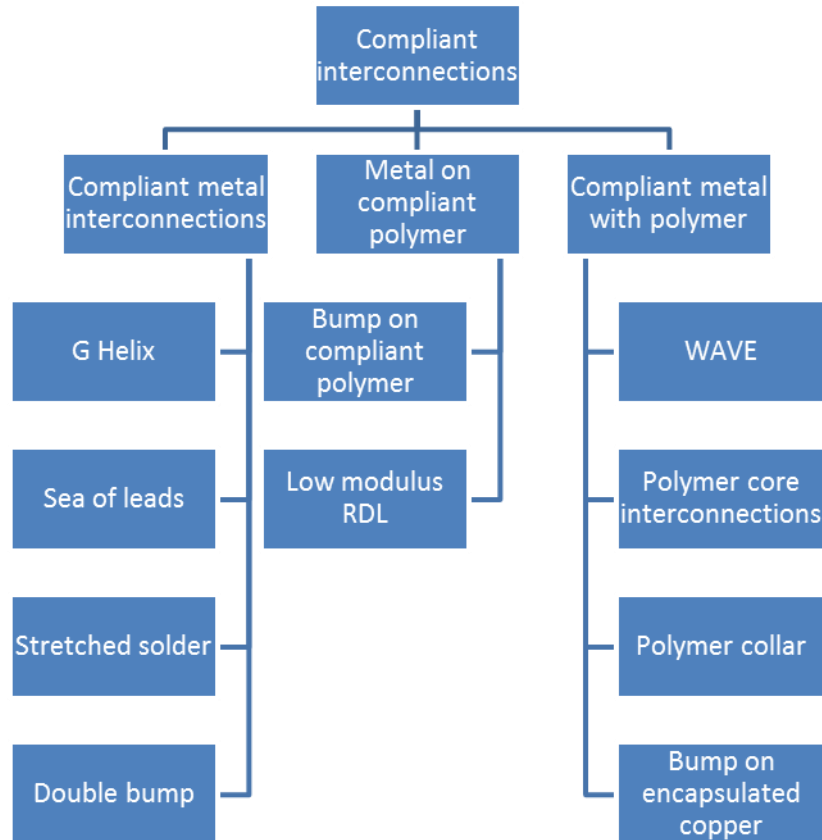 Compliant
interconnections
Compliant metal
interconnections
Metal on
compliant
polymer
Compliant metal
with polymer
G Helix
Bump on
compliant
polymer
WAVE
Sea of leads
Low modulus
RDL
Polymer core
interconnections
Stretched solder
Polymer collar
Double bump
Bump on
encapsulated
copper